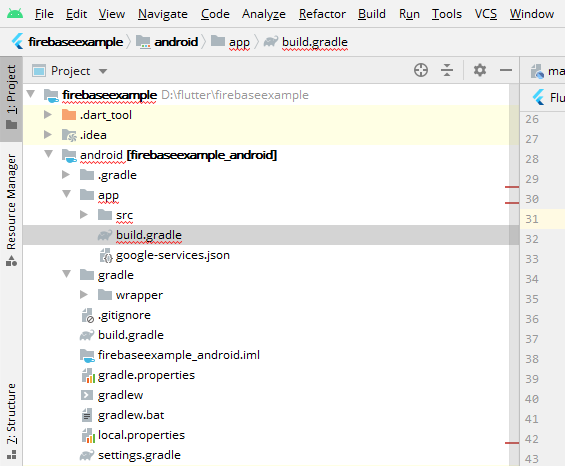 File Edit View Navigate Code Analyze Refactor Build Run Tools VCS Window
firebaseexample android app build.gradle
1: Project
Resource Manager
7: Structure
Project
firebaseexample D:\flutter\firebaseexample
.dart_tool
.idea
android [firebaseexample_android]
.gradle
app
src
build.gradle
google-services.json
gradle
wrapper
.gitignore
build.gradle
firebaseexample_android.iml
gradle.properties
gradlew
gradlew.bat
local.properties
settings.gradle
ma
Flu
26
27
28
29
30
31
32
33
34
35
36
37
38
39
40
41
42
43